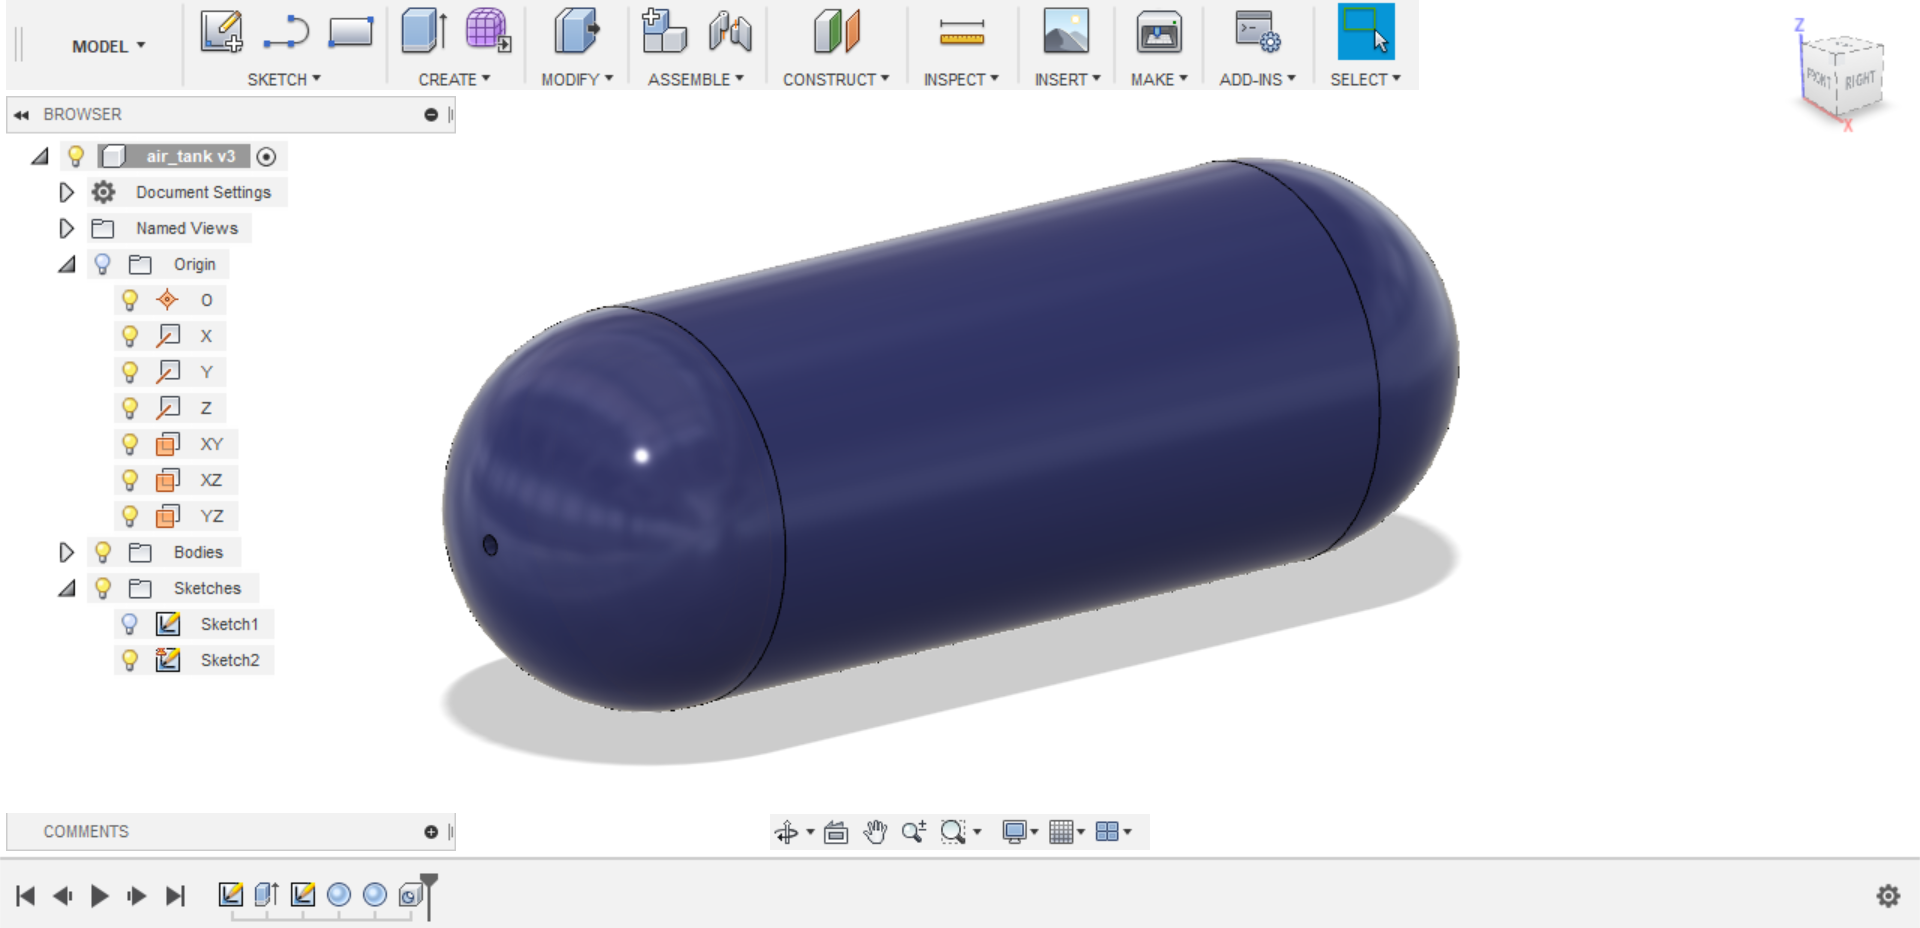 MODEL
SKETCH
CREATE
MODIFY
ASSEMBLE
CONSTRUCT
INSPECT
INSERT
MAKE
ADD-INS
SELECT
Z
FRONT
RIGHT
X
BROWSER
air_tank v3
Document Settings
Named Views
Origin
O
X
Y
Z
XY
XZ
YZ
Bodies
Sketches
Sketch1
Sketch2
COMMENTS